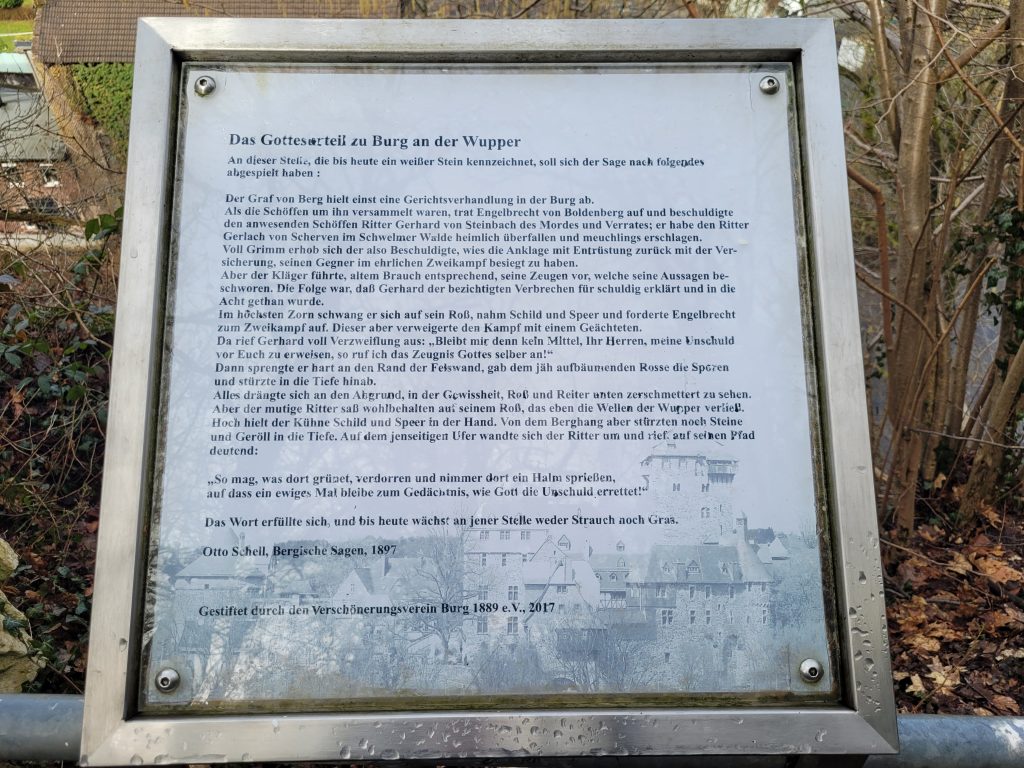 Das Gottesurteil zu Burg an der Wupper
An dieser Stelle, die bis heute ein weißer Stein kennzeichnet, soll sich der Sage nach folgendes
abgespielt haben :
Der Graf von Berg hielt einst eine Gerichtsverhandlung in der Burg ab.
Als die Schöffen um ihn versammelt waren, trat Engelbrecht von Boldenberg auf und beschuldigte
den anwesenden Schöffen Ritter Gerhard von Steinbach des Mordes und Verrates; er habe den Ritter
Gerlach von Scherven im Schwelmer Walde heimlich überfallen und meuchlings erschlagen.
Voll Grimm erhob sich der also Beschuldigte, wies die Anklage mit Entrüstung zurück mit der Ver-
sicherung, seinen Gegner im ehrlichen Zweikampf besiegt zu haben.
Aber der Kläger führte, altem Brauch entsprechend, seine Zeugen vor, welche seine Aussagen be-
schworen. Die Folge war, daß Gerhard der bezichtigten Verbrechen für schuldig erklärt und in die
Acht gethan wurde.
Im höchsten Zorn schwang er sich auf sein Roß, nahm Schild und Speer und forderte Engelbrecht
zum Zweikampf auf. Dieser aber verweigerte den Kampf mit einem Geächteten.
Da rief Gerhard voll Verzweiflung aus: „Bleibt mir denn kein Mittel, Ihr Herren, meine Unschuld
vor Euch zu erweisen, so ruf ich das Zeugnis Gottes selber an!“
Dann sprengte er hart an den Rand der Felswand, gab dem jäh aufbäumenden Rosse die Sporen
und stürzte in die Tiefe hinab.
Alles drängte sich an den Abgrund, in der Gewissheit, Roß und Reiter unten zerschmettert zu sehen.
Aber der mutige Ritter saß wohlbehalten auf seinem Roß, das eben die Wellen der Wupper verließ.
Hoch hielt der Kühne Schild und Speer in der Hand. Von dem Berghang aber stürzten noch Steine
und Geröll in die Tiefe. Auf dem jenseitigen Ufer wandte sich der Ritter um und rief, auf seinen Pfad
deutend:
„So mag, was dort grünet, verdorren und nimmer dort ein Halm sprießen,
auf dass ein ewiges Mal bleibe zum Gedächtnis, wie Gott die Unschuld errettet!“
Das Wort erfüllte sich, und bis heute wächst an jener Stelle weder Strauch noch Gras.
Otto Schell, Bergische Sagen, 1897
Gestiftet durch den Verschönerungsverein Burg 1889 e.V., 2017